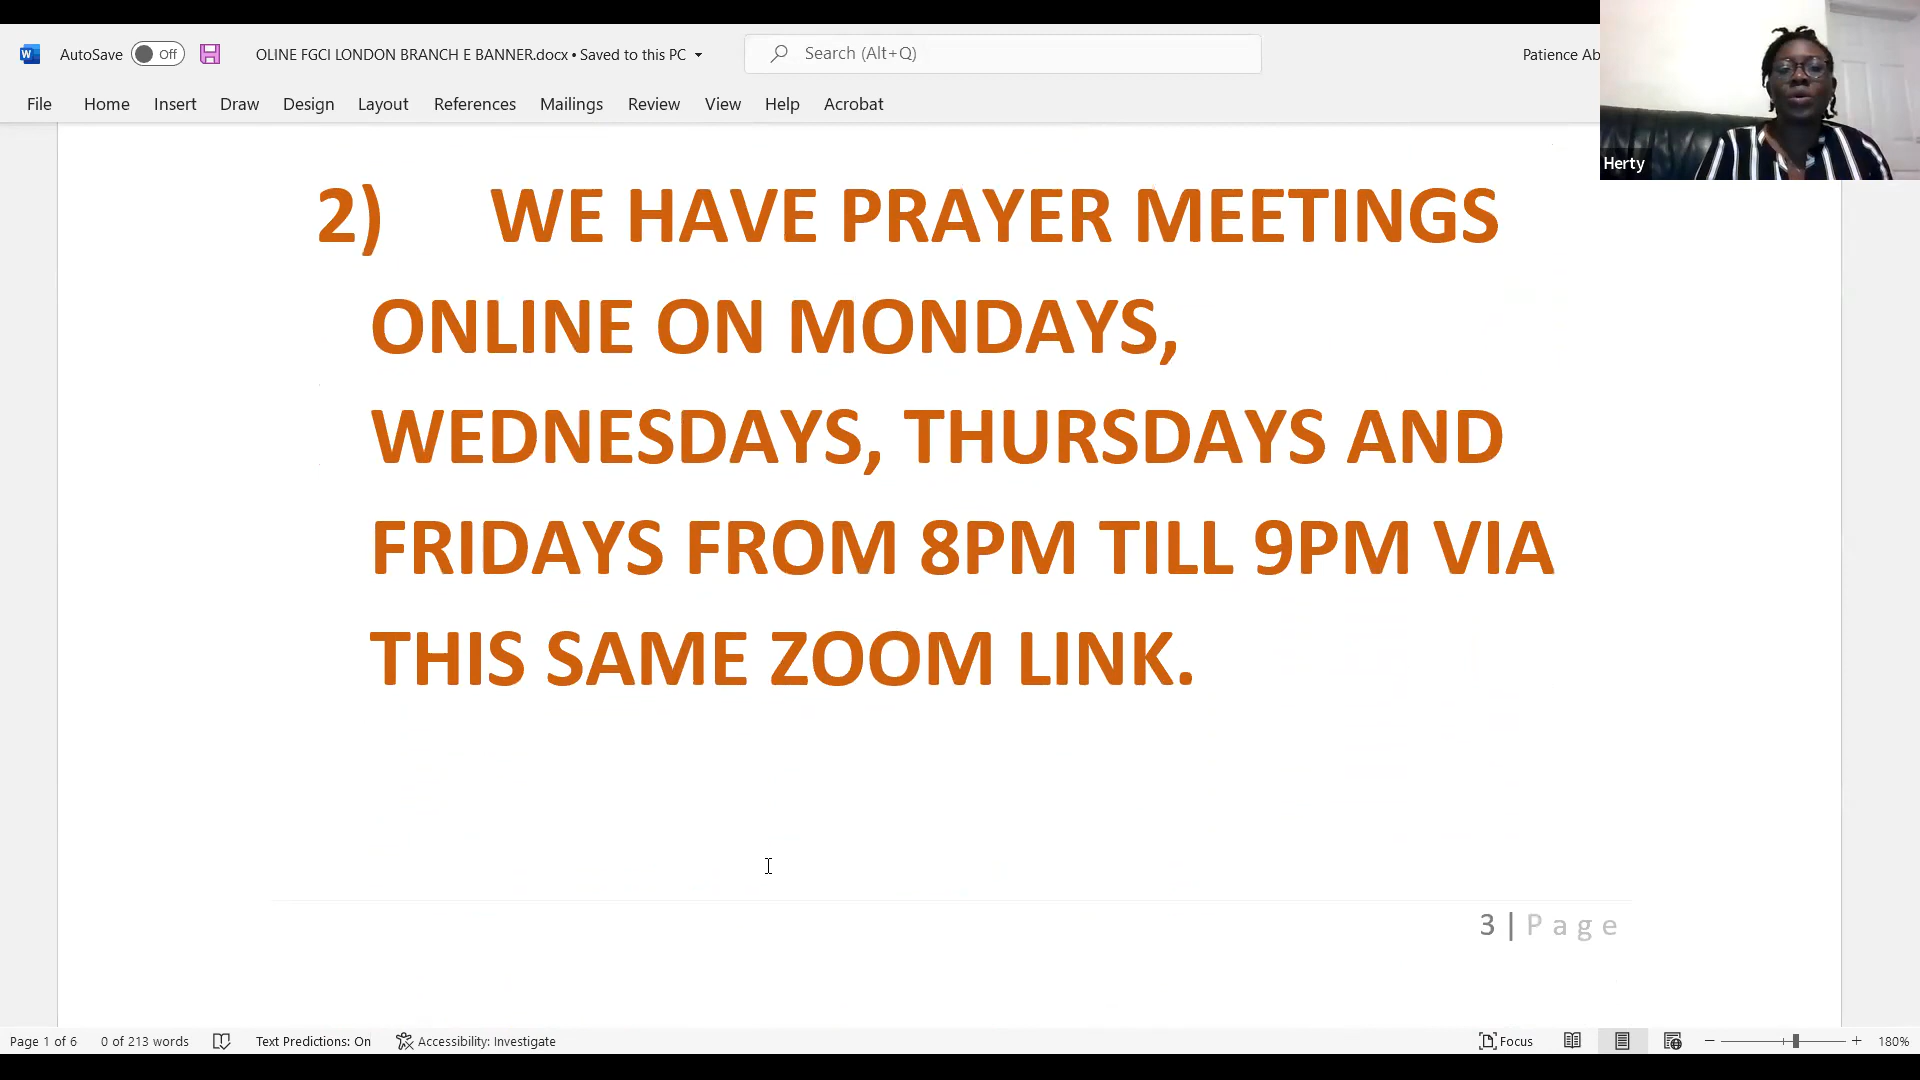 AutoSave Off OLINE FGCI LONDON BRANCH E BANNER.docx • Saved to this PC Search (Alt+Q) Patience Ab
File Home Insert Draw Design Layout References Mailings Review View Help Acrobat
Herty
2) WE HAVE PRAYER MEETINGS
ONLINE ON MONDAYS,
WEDNESDAYS, THURSDAYS AND
FRIDAYS FROM 8PM TILL 9PM VIA
THIS SAME ZOOM LINK.
3 | Page
Page 1 of 6 0 of 213 words Text Predictions: On Accessibility: Investigate Focus 180%